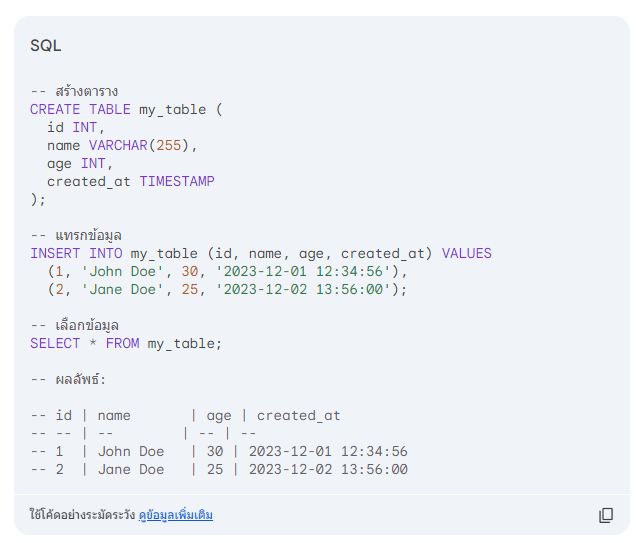 SQL
-- สร้างตาราง
CREATE TABLE my_table (
  id INT,
  name VARCHAR(255),
  age INT,
  created_at TIMESTAMP
);
-- แทรกข้อมูล
INSERT INTO my_table (id, name, age, created_at) VALUES
  (1, 'John Doe', 30, '2023-12-01 12:34:56'),
  (2, 'Jane Doe', 25, '2023-12-02 13:56:00');
-- เลือกข้อมูล
SELECT * FROM my_table;
-- ผลลัพธ์:
-- id | name       | age | created_at
-- -- | --        | -- | --
-- 1  | John Doe   | 30 | 2023-12-01 12:34:56
-- 2  | Jane Doe   | 25 | 2023-12-02 13:56:00
ใช้โค้ดอย่างระมัดระวัง ดูข้อมูลเพิ่มเติม